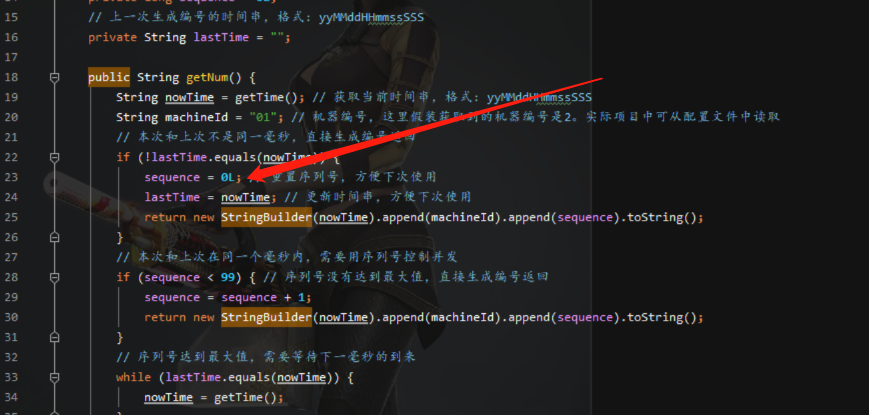 15 // 上一次生成编号的时间串，格式：yyMMddHHmmssSSS
16 private String lastTime = "";
17
18 public String getNum() {
19 String nowTime = getTime(); // 获取当前时间串，格式：yyMMddHHmmssSSS
20 String machineId = "01"; // 机器编号，这里假装获取到的机器编号是2。实际项目中可从配置文件中读取
21 // 本次和上次不是同一毫秒，直接生成编号返回
22 if (!lastTime.equals(nowTime)) {
23 sequence = 0L; // 重置序列号，方便下次使用
24 lastTime = nowTime; // 更新时间串，方便下次使用
25 return new StringBuilder(nowTime).append(machineId).append(sequence).toString();
26 }
27 // 本次和上次在同一个毫秒内，需要用序列号控制并发
28 if (sequence < 99) { // 序列号没有达到最大值，直接生成编号返回
29 sequence = sequence + 1;
30 return new StringBuilder(nowTime).append(machineId).append(sequence).toString();
31 }
32 // 序列号达到最大值，需要等待下一毫秒的到来
33 while (lastTime.equals(nowTime)) {
34 nowTime = getTime();